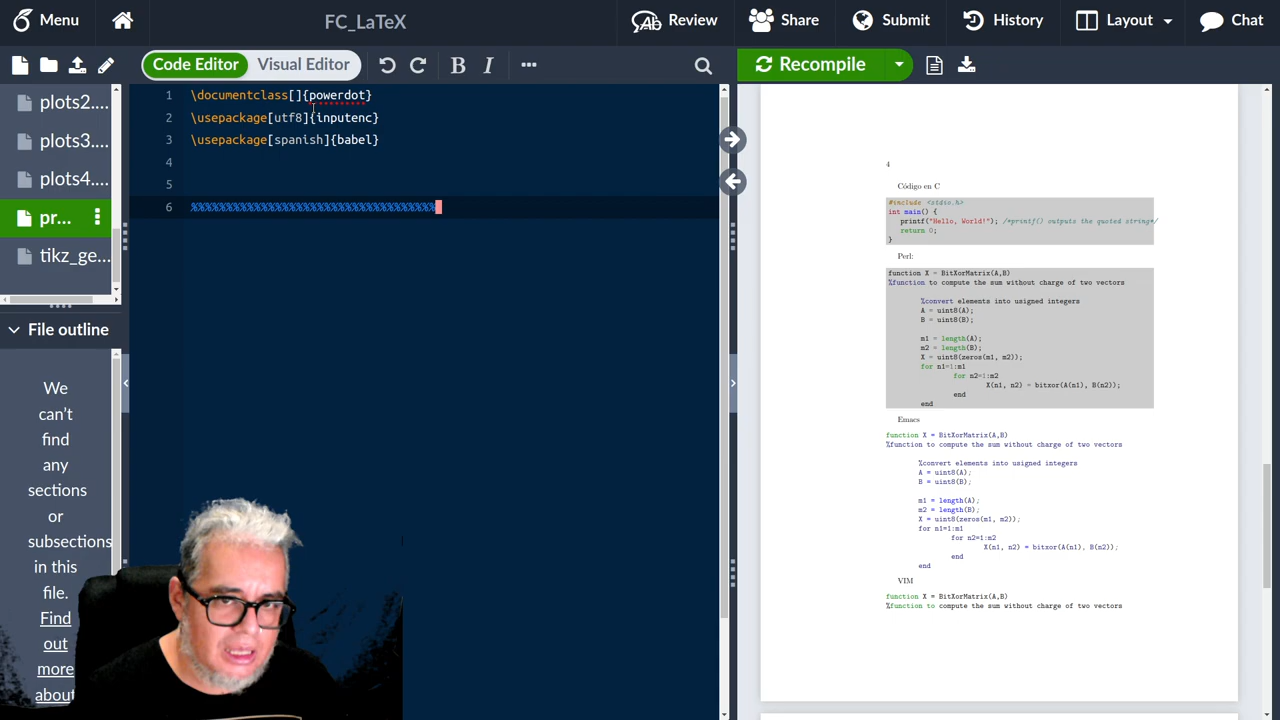 Menu
FC_LaTeX
Review
Share
Submit
History
Layout
Chat
Code Editor
Visual Editor
B
I
Recompile
plots2....
plots3....
plots4....
pr...
tikz_ge...
File outline
We
can't
find
any
sections
or
subsections
in this
file.
Find
out
more
about
1 \documentclass[]{powerdot}
2 \usepackage[utf8]{inputenc}
3 \usepackage[spanish]{babel}
4
5
6 %%%%%%%%%%%%%%%%%%%%%%%%%%%%%%%%%%%
4
Código en C
#include <stdio.h>
int main() {
printf("Hello, World!"); /*printf() outputs the quoted string*/
return 0;
}
Perl:
function X = BitXorMatrix(A,B)
%function to compute the sum without charge of two vectors
%convert elements into usigned integers
A = uint8(A);
B = uint8(B);
m1 = length(A);
m2 = length(B);
X = uint8(zeros(m1, m2));
for n1=1:m1
for n2=1:m2
X(n1, n2) = bitxor(A(n1), B(n2));
end
end
Emacs
function X = BitXorMatrix(A,B)
%function to compute the sum without charge of two vectors
%convert elements into usigned integers
A = uint8(A);
B = uint8(B);
m1 = length(A);
m2 = length(B);
X = uint8(zeros(m1, m2));
for n1=1:m1
for n2=1:m2
X(n1, n2) = bitxor(A(n1), B(n2));
end
end
VIM
function X = BitXorMatrix(A,B)
%function to compute the sum without charge of two vectors